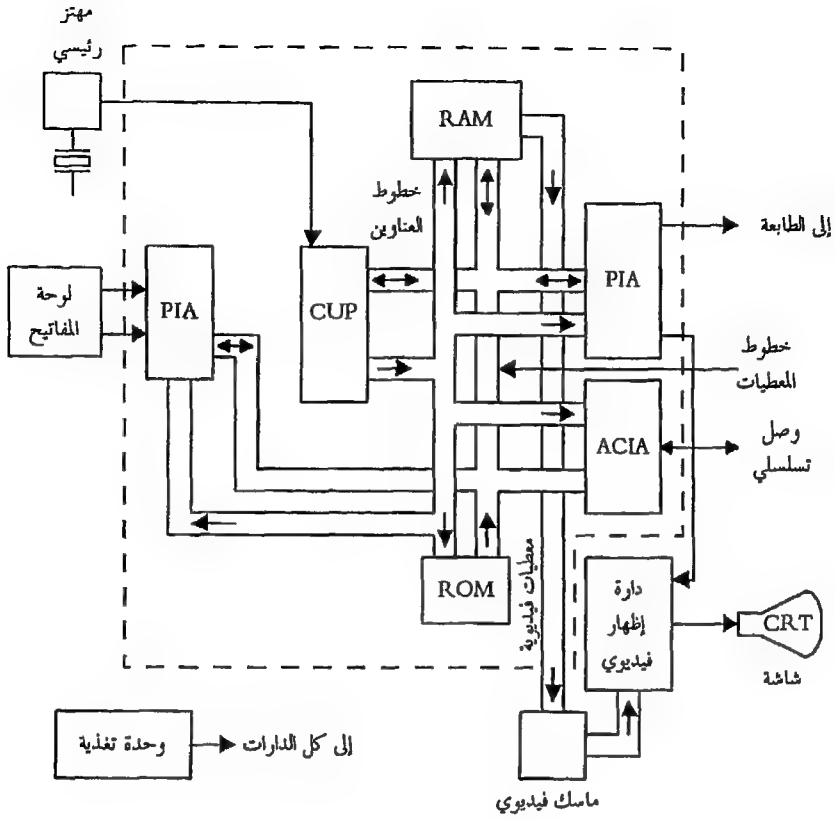 مهتز
رئيسي
RAM
خطوط
العناوين
إلى الطابعة
PIA
لوحة
المفاتيح
PIA
CUP
خطوط
المعطيات
وصل
تسلسلي
ACIA
معطيات فيديوية
ROM
دارة
إظهار
فيديوي
CRT
شاشة
وحدة تغذية
إلى كل الدارات
ماسك فيديوي